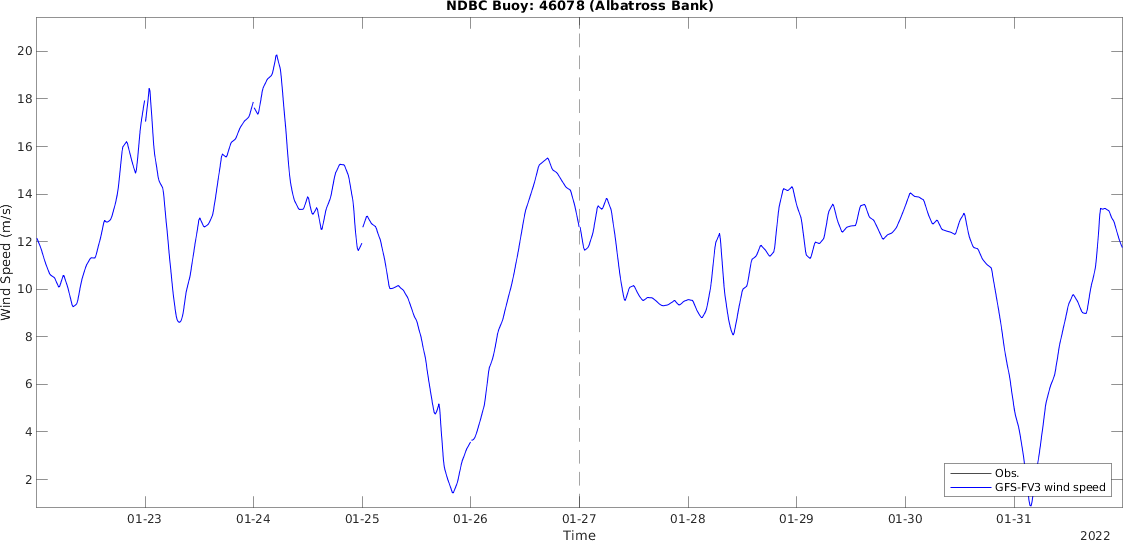 NDBC Buoy: 46078 (Albatross Bank)
Wind Speed (m/s)
20
18
16
14
12
10
8
6
4
2
Obs.
GFS-FV3 wind speed
01-23 01-24 01-25 01-26 01-27 01-28 01-29 01-30 01-31
Time
2022